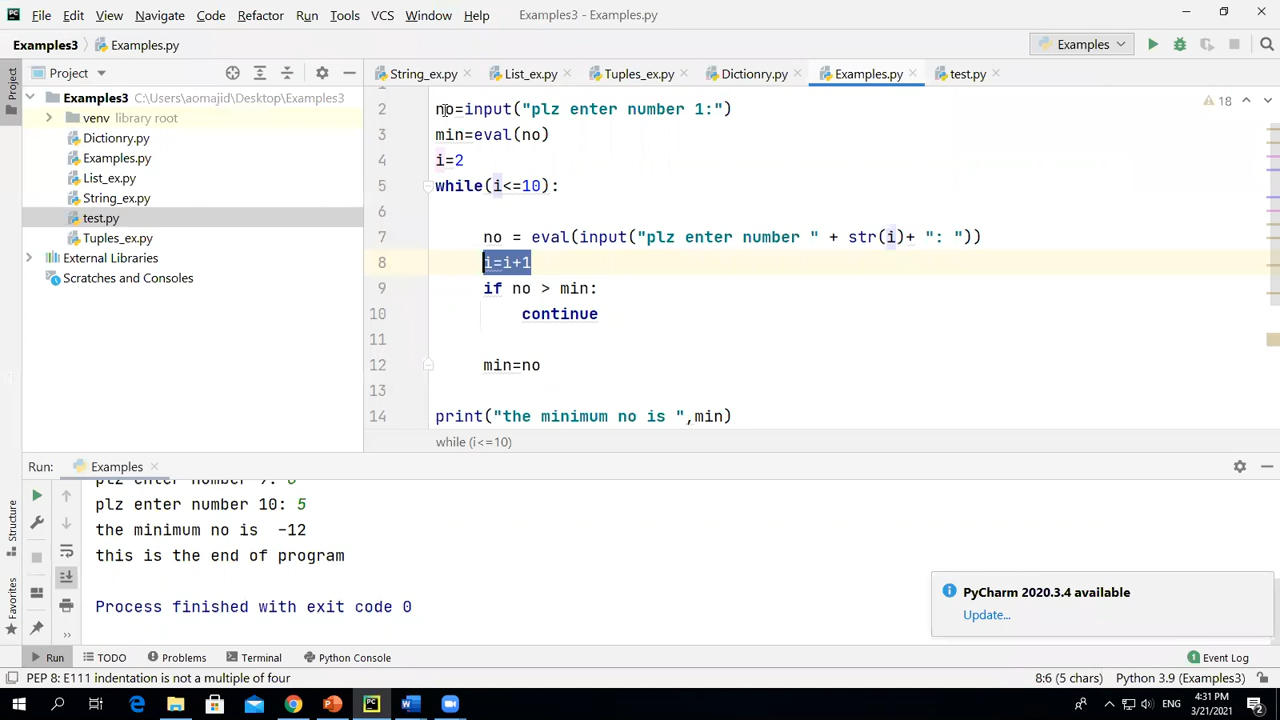 File Edit View Navigate Code Refactor Run Tools VCS Window Help Examples3 - Examples.py
Examples3 Examples.py Examples
Project String_ex.py List_ex.py Tuples_ex.py Dictionry.py Examples.py test.py
Project
Examples3 C:\Users\aomajid\Desktop\Examples3
venv library root
Dictionry.py
Examples.py
List_ex.py
String_ex.py
test.py
Tuples_ex.py
External Libraries
Scratches and Consoles
18
2 no=input("plz enter number 1:")
3 min=eval(no)
4 i=2
5 while(i<=10):
6
7 no = eval(input("plz enter number " + str(i)+ ": "))
8 i=i+1
9 if no > min:
10 continue
11
12 min=no
13
14 print("the minimum no is ",min)
while (i<=10)
Run: Examples
plz enter number 10: 5
the minimum no is  -12
this is the end of program
Process finished with exit code 0
PyCharm 2020.3.4 available
Update...
Structure
Favorites
Run TODO Problems Terminal Python Console Event Log
PEP 8: E111 indentation is not a multiple of four 8:6 (5 chars) Python 3.9 (Examples3)
ENG 4:31 PM
3/21/2021
2